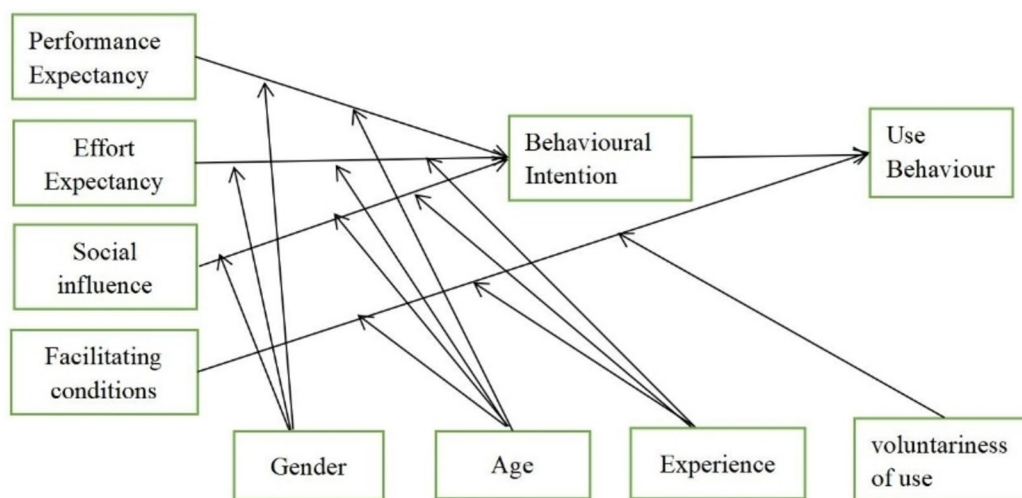 Performance
Expectancy
Effort
Expectancy
Social
influence
Facilitating
conditions
Behavioural
Intention
Use
Behaviour
Gender
Age
Experience
voluntariness
of use